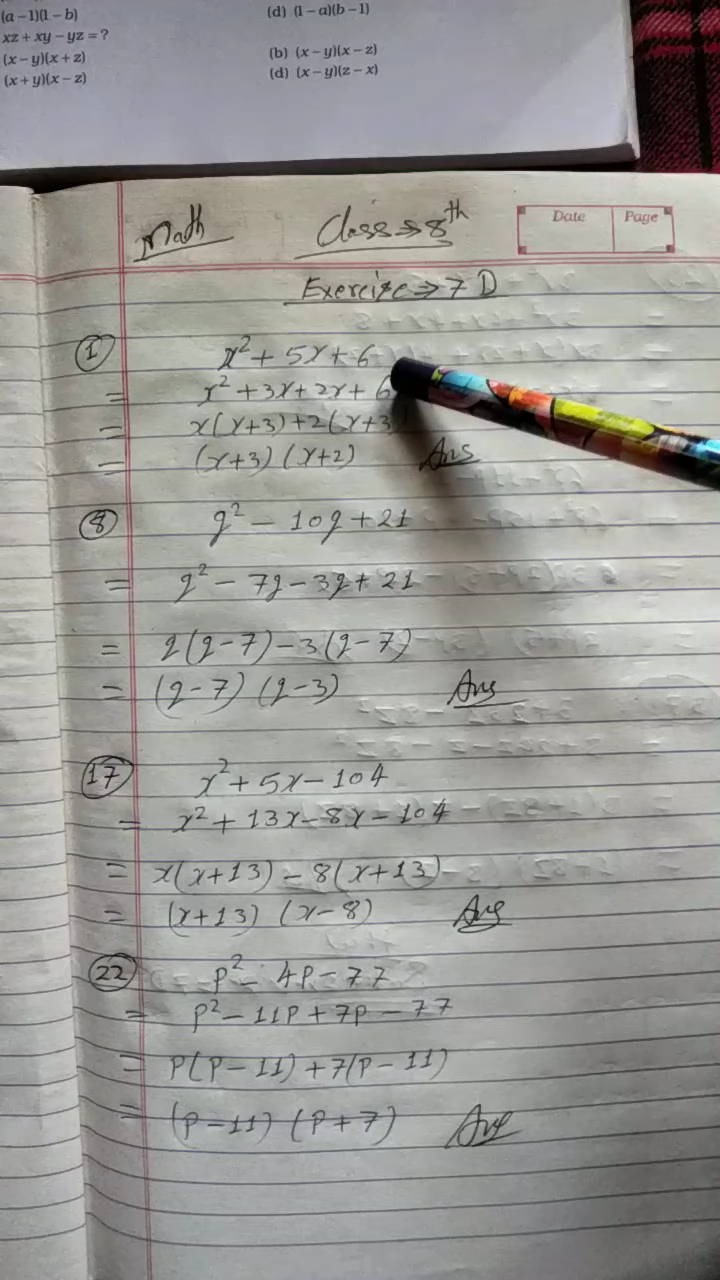 (a – 1)(1 – b)
(d) (1 – a)(b – 1)
xz + xy – yz = ?
(x – y)(x + z)
(b) (x – y)(x – z)
(x + y)(x – z)
(d) (x – y)(z – x)
Math Class ⇒ 8th
Date Page
Exercize ⇒ 7 D
① x² + 5x + 6
= x² + 3x + 2x + 6
= x(x+3) + 2(x+3)
= (x+3) (x+2) Ans
⑧ q² – 10q + 21
= q² – 7q – 3q + 21
= q(q–7) – 3(q–7)
= (q–7) (q–3) Ans
⑰ x² + 5x – 104
= x² + 13x – 8x – 104
= x(x+13) – 8(x+13)
= (x+13) (x–8) Ans
㉒ p² – 4p – 77
= p² – 11p + 7p – 77
= p(p – 11) + 7(p – 11)
= (p – 11) (p + 7) Ans